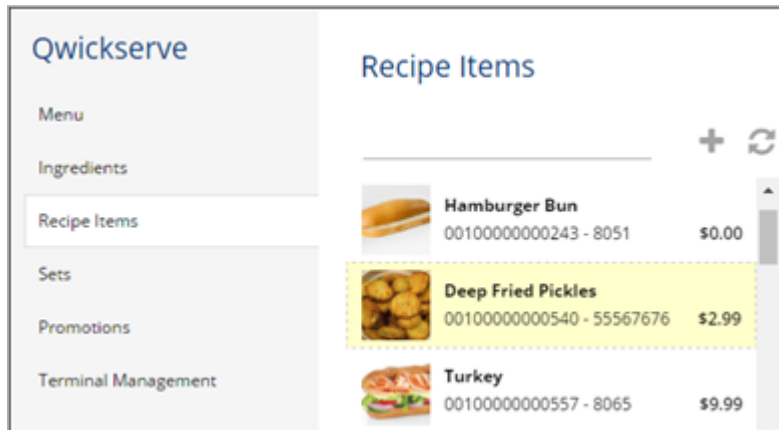 Qwickserve
Menu
Ingredients
Recipe Items
Sets
Promotions
Terminal Management
Recipe Items
Hamburger Bun
00100000000243 - 8051 $0.00
Deep Fried Pickles
00100000000540 - 55567676 $2.99
Turkey
00100000000557 - 8065 $9.99